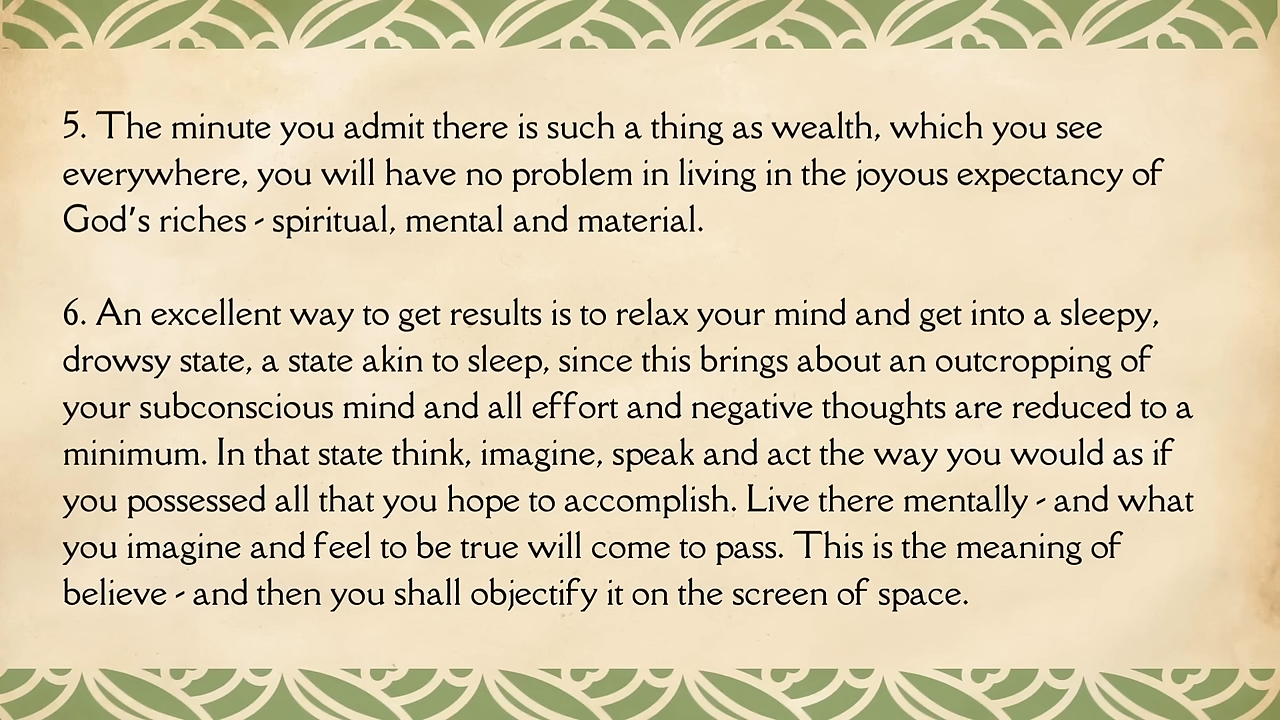 5. The minute you admit there is such a thing as wealth, which you see
everywhere, you will have no problem in living in the joyous expectancy of
God's riches - spiritual, mental and material.
6. An excellent way to get results is to relax your mind and get into a sleepy,
drowsy state, a state akin to sleep, since this brings about an outcropping of
your subconscious mind and all effort and negative thoughts are reduced to a
minimum. In that state think, imagine, speak and act the way you would as if
you possessed all that you hope to accomplish. Live there mentally - and what
you imagine and feel to be true will come to pass. This is the meaning of
believe - and then you shall objectify it on the screen of space.